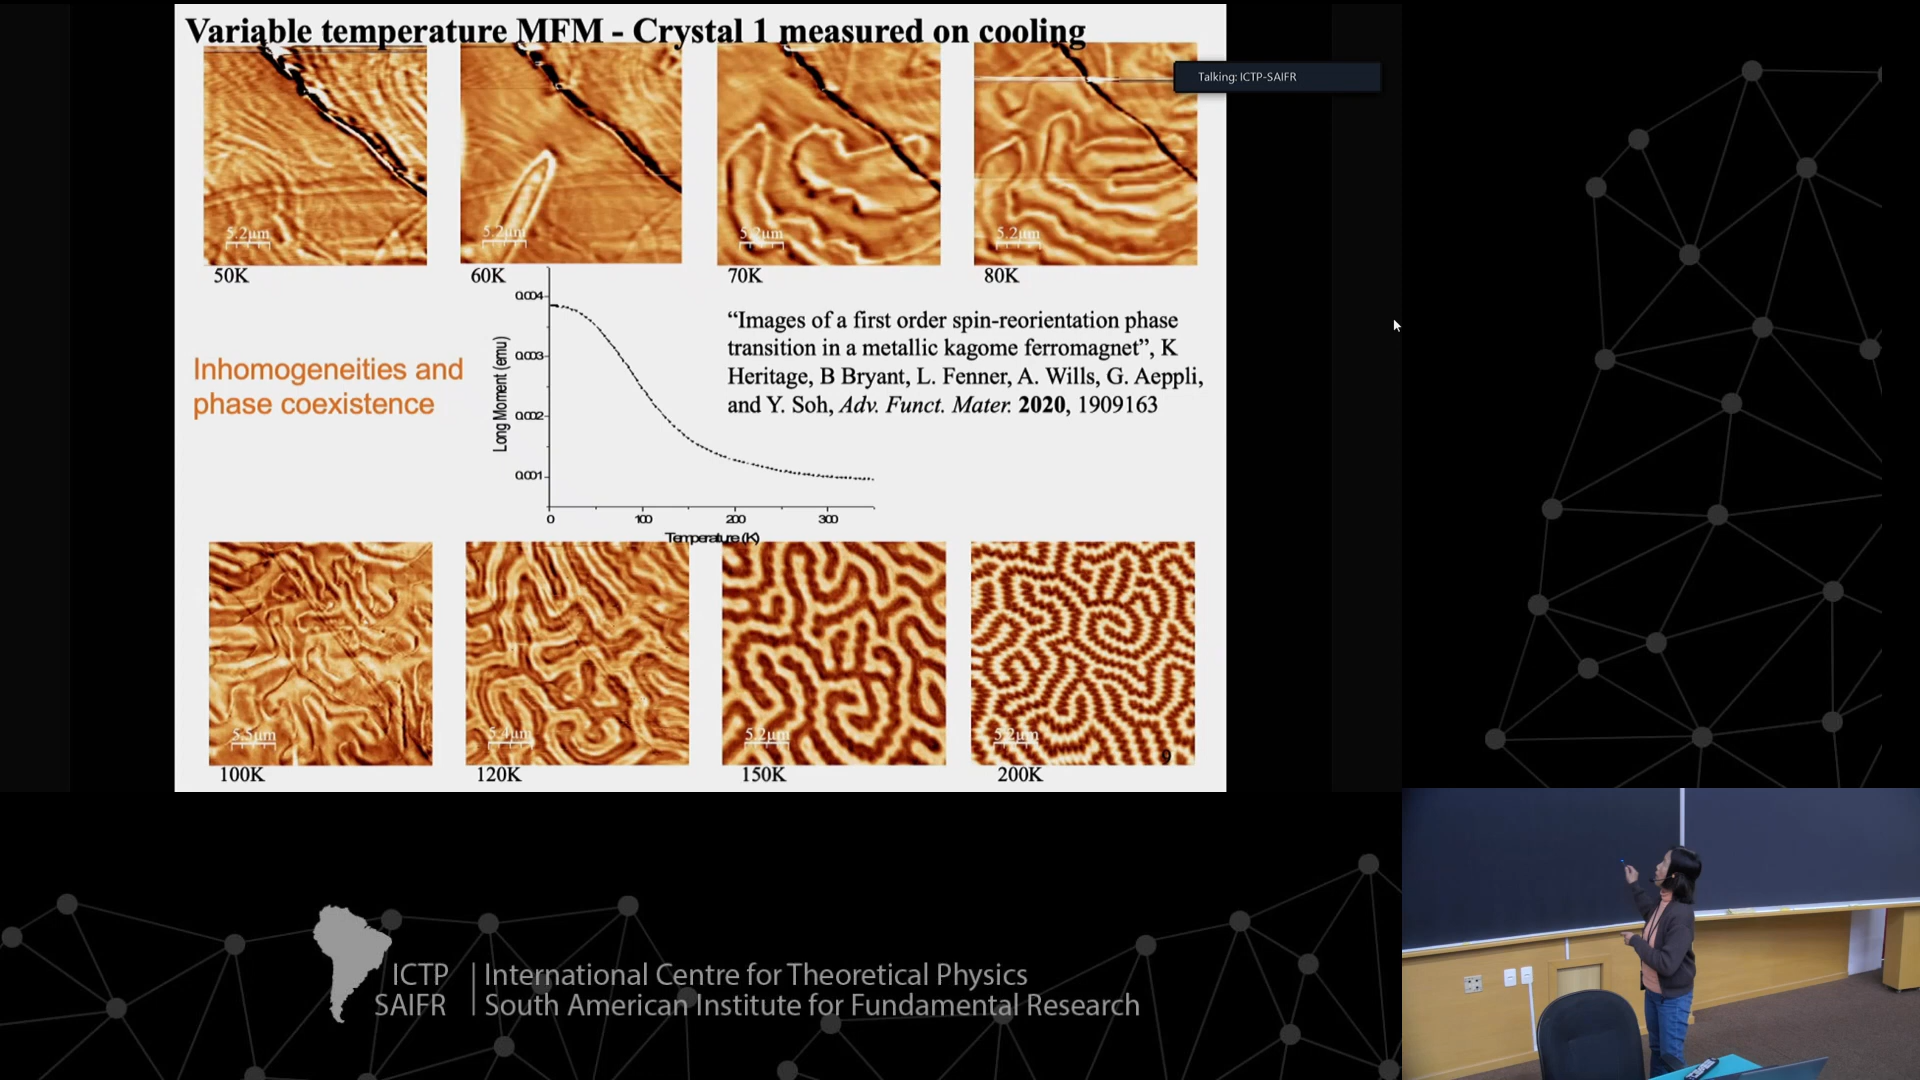 Variable temperature MFM - Crystal 1 measured on cooling
Talking: ICTP-SAIFR
5.2µm
5.2µm
5.2µm
5.2µm
50K
60K
70K
80K
Inhomogeneities and
phase coexistence
Long Moment (emu)
0.004
0.003
0.002
0.001
0
100
200
300
Temperature (K)
“Images of a first order spin-reorientation phase
transition in a metallic kagome ferromagnet”, K
Heritage, B Bryant, L. Fenner, A. Wills, G. Aeppli,
and Y. Soh, Adv. Funct. Mater. 2020, 1909163
5.5µm
5.4µm
5.2µm
5.2µm
9
100K
120K
150K
200K
ICTP
SAIFR
International Centre for Theoretical Physics
South American Institute for Fundamental Research